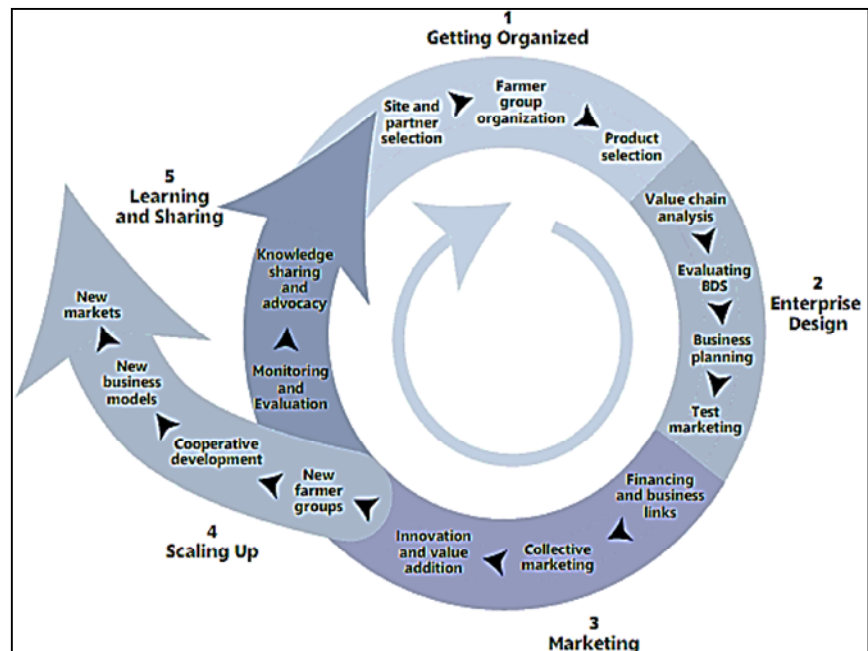 1
Getting Organized
Site and
partner
selection
Farmer
group
organization
Product
selection
2
Enterprise
Design
Value chain
analysis
Evaluating
BDS
Business
planning
Test
marketing
3
Marketing
Financing
and business
links
Collective
marketing
Innovation
and value
addition
4
Scaling Up
New
farmer
groups
Cooperative
development
New
business
models
New
markets
5
Learning
and Sharing
Monitoring
and
Evaluation
Knowledge
sharing
and
advocacy